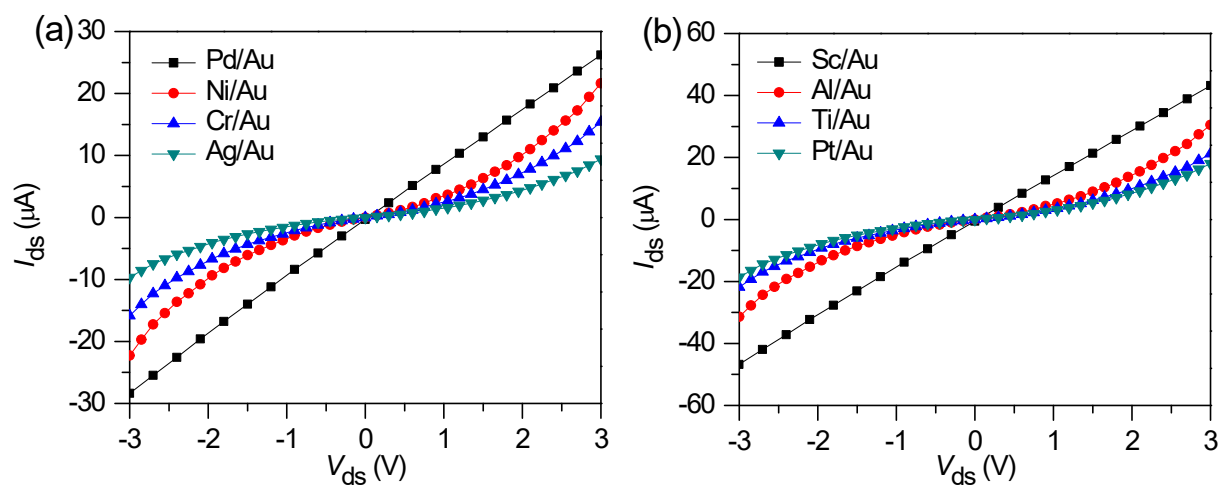 (a)
Pd/Au
Ni/Au
Cr/Au
Ag/Au
30
20
10
0
-10
-20
-30
Ids (μA)
-3 -2 -1 0 1 2 3
Vds (V)
(b)
Sc/Au
Al/Au
Ti/Au
Pt/Au
60
40
20
0
-20
-40
-60
Ids (μA)
-3 -2 -1 0 1 2 3
Vds (V)